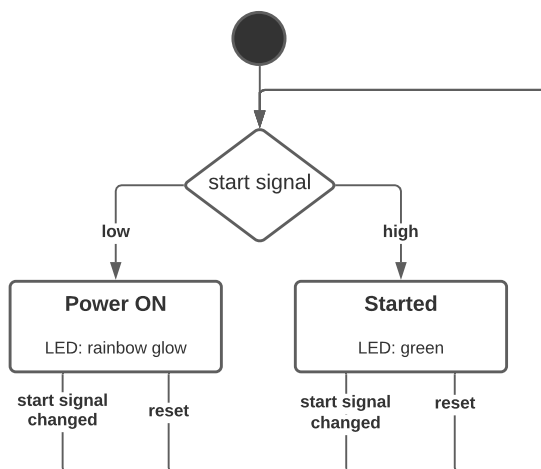 start signal
low
high
Power ON
LED: rainbow glow
Started
LED: green
start signal
changed
reset
start signal
changed
reset